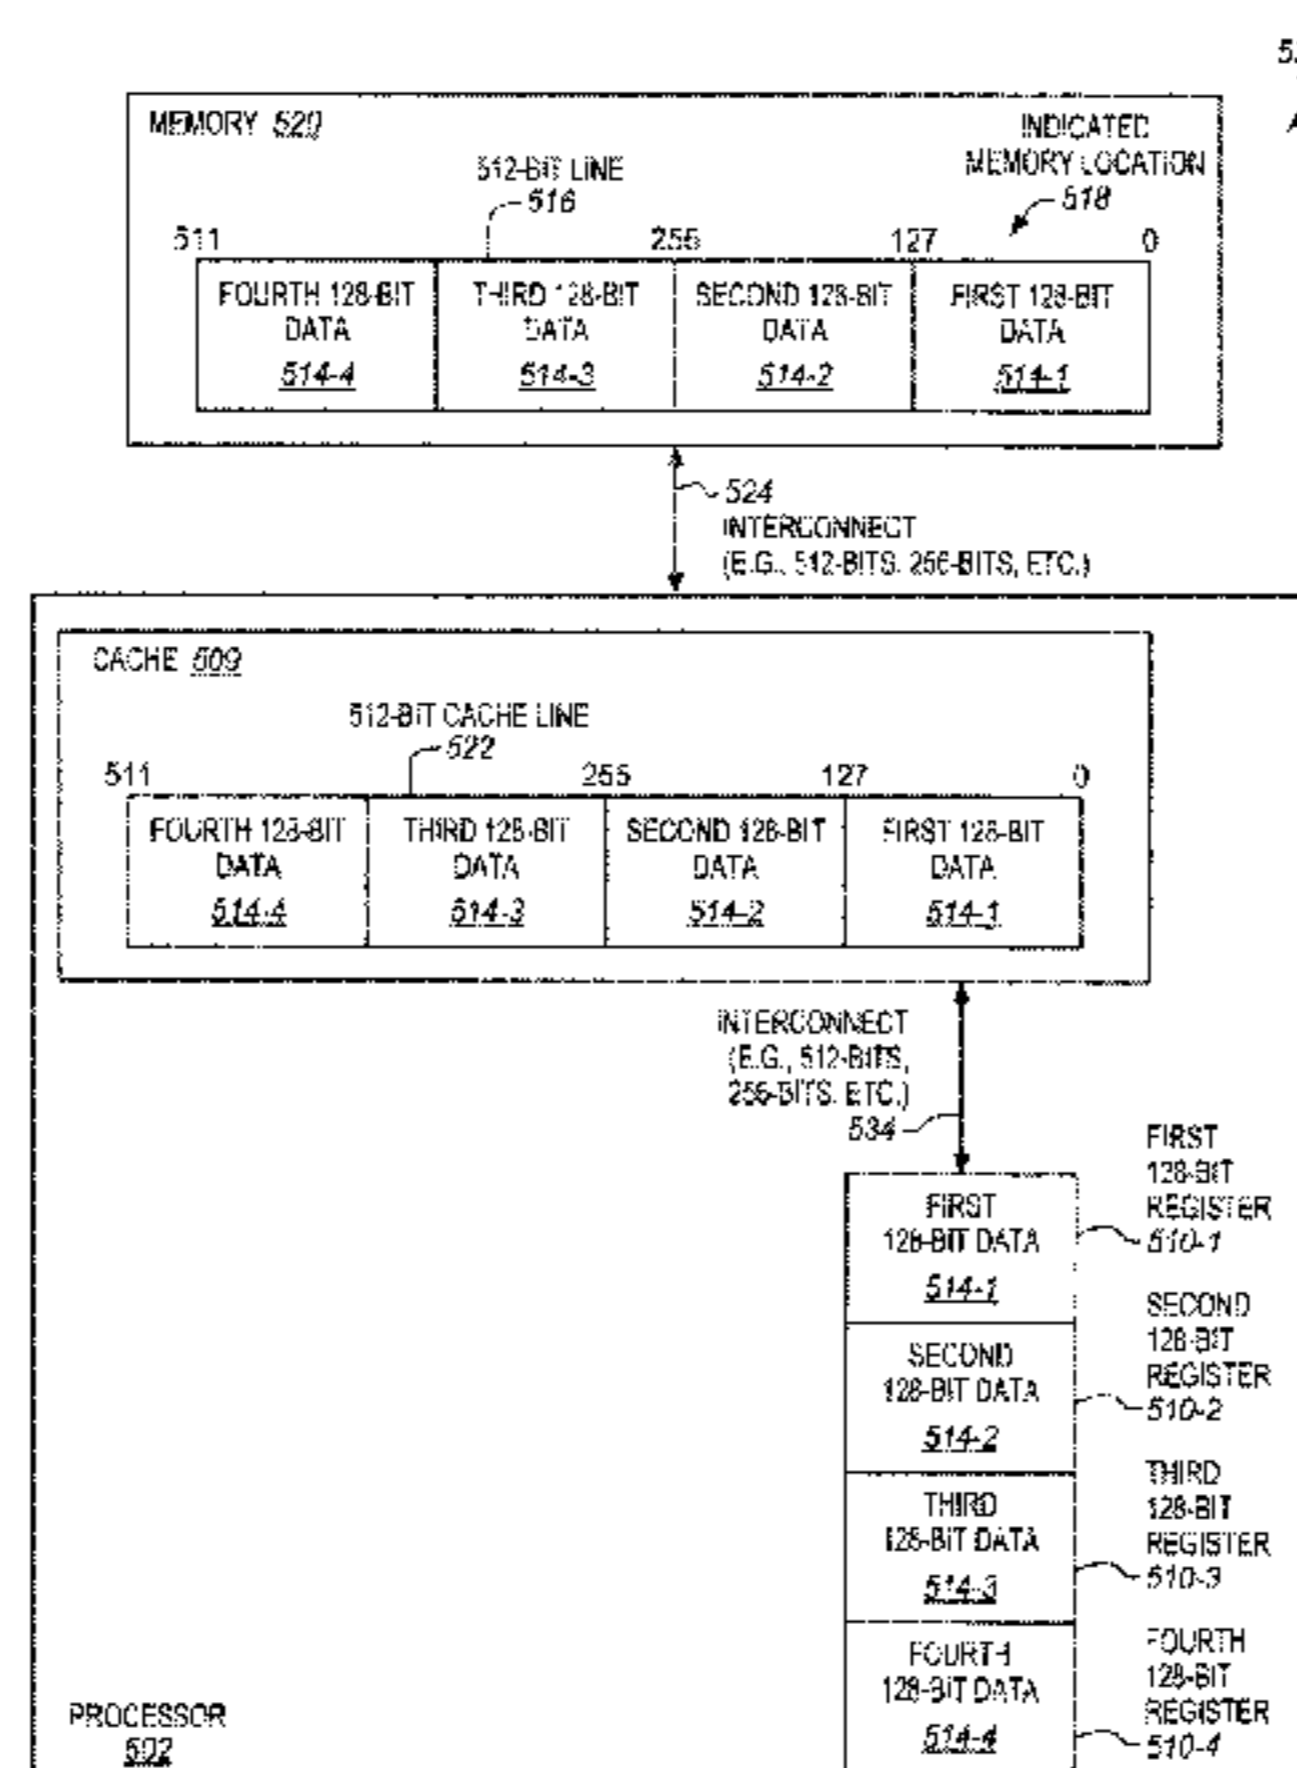 MEMORY 520
INDICATED
MEMORY LOCATION
518
512-BIT LINE
516
511 255 127 0
FOURTH 128-BIT THIRD 128-BIT SECOND 128-BIT FIRST 128-BIT
DATA DATA DATA DATA
514-4 514-3 514-2 514-1
524
INTERCONNECT
(E.G., 512-BITS, 256-BITS, ETC.)
CACHE 509
512-BIT CACHE LINE
522
511 255 127 0
FOURTH 128-BIT THIRD 128-BIT SECOND 128-BIT FIRST 128-BIT
DATA DATA DATA DATA
514-4 514-3 514-2 514-1
INTERCONNECT
(E.G., 512-BITS,
256-BITS, ETC.)
534
FIRST
128-BIT DATA
514-1
FIRST
128-BIT
REGISTER
510-1
SECOND
128-BIT DATA
514-2
SECOND
128-BIT
REGISTER
510-2
THIRD
128-BIT DATA
514-3
THIRD
128-BIT
REGISTER
510-3
FOURTH
128-BIT DATA
514-4
FOURTH
128-BIT
REGISTER
510-4
PROCESSOR
502